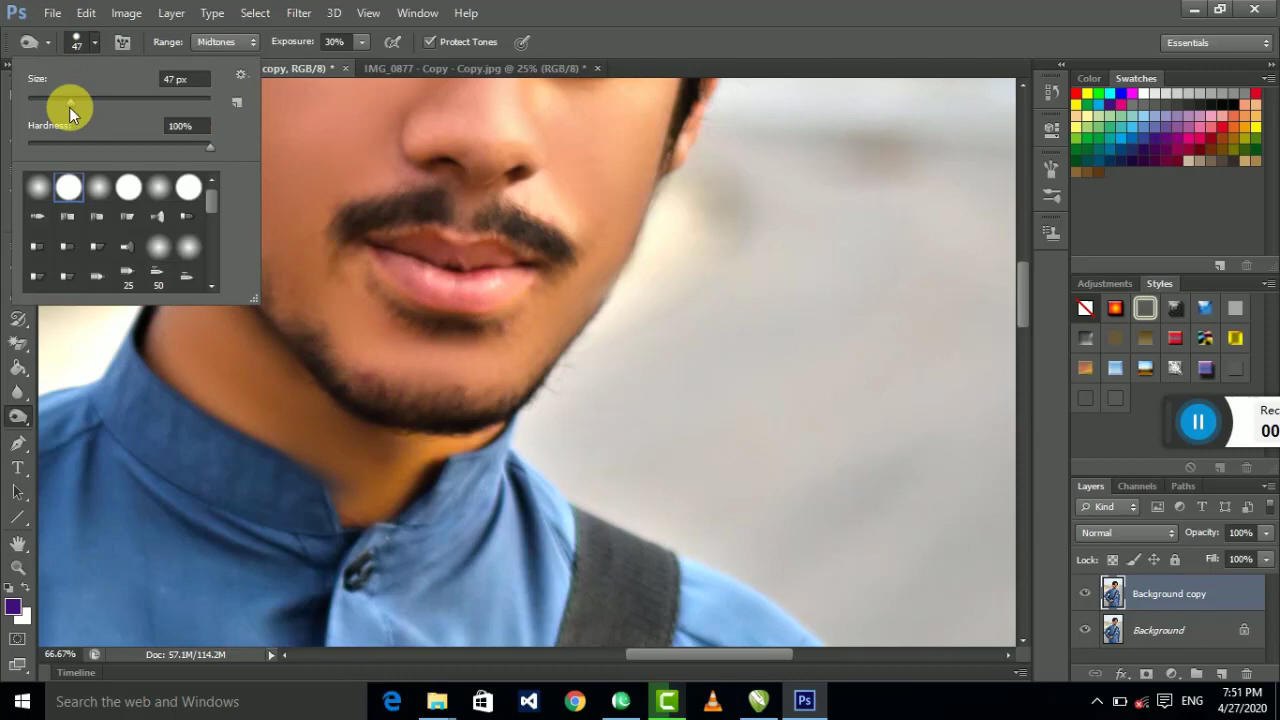 Ps File Edit Image Layer Type Select Filter 3D View Window Help
47 Range: Midtones Exposure: 30% Protect Tones Essentials
copy, RGB/8) * × IMG_0877 - Copy - Copy.jpg @ 25% (RGB/8) * ×
Size: 47 px
Hardness: 100%
25 50
Color Swatches
Adjustments Styles
Rec
00
Layers Channels Paths
Kind
Normal Opacity: 100%
Lock: Fill: 100%
Background copy
Background
66.67% Doc: 57.1M/114.2M
Timeline
Search the web and Windows
Ps
ENG
7:51 PM
4/27/2020